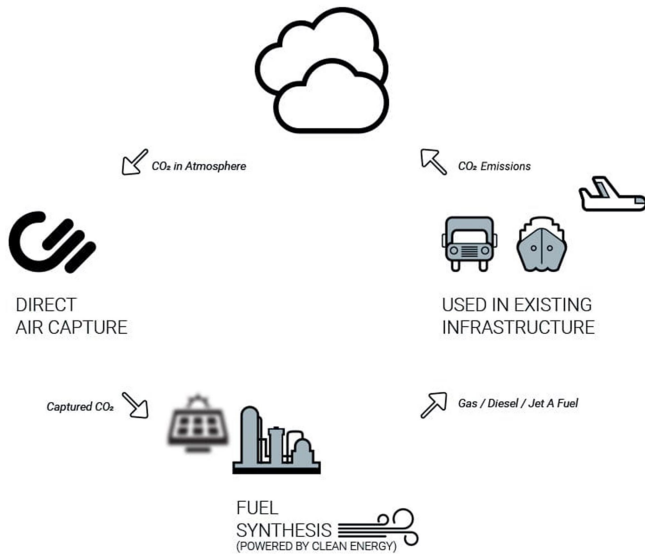 CO₂ in Atmosphere
CO₂ Emissions
DIRECT
AIR CAPTURE
USED IN EXISTING
INFRASTRUCTURE
Captured CO₂
Gas / Diesel / Jet A Fuel
FUEL
SYNTHESIS
(POWERED BY CLEAN ENERGY)